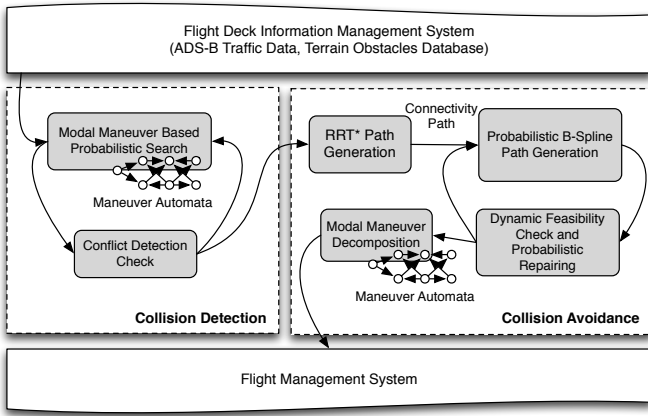 Flight Deck Information Management System
(ADS-B Traffic Data, Terrain Obstacles Database)
Modal Maneuver Based
Probabilistic Search
Maneuver Automata
Conflict Detection
Check
Collision Detection
RRT* Path
Generation
Connectivity
Path
Probabilistic B-Spline
Path Generation
Modal Maneuver
Decomposition
Maneuver Automata
Dynamic Feasibility
Check and
Probabilistic
Repairing
Collision Avoidance
Flight Management System